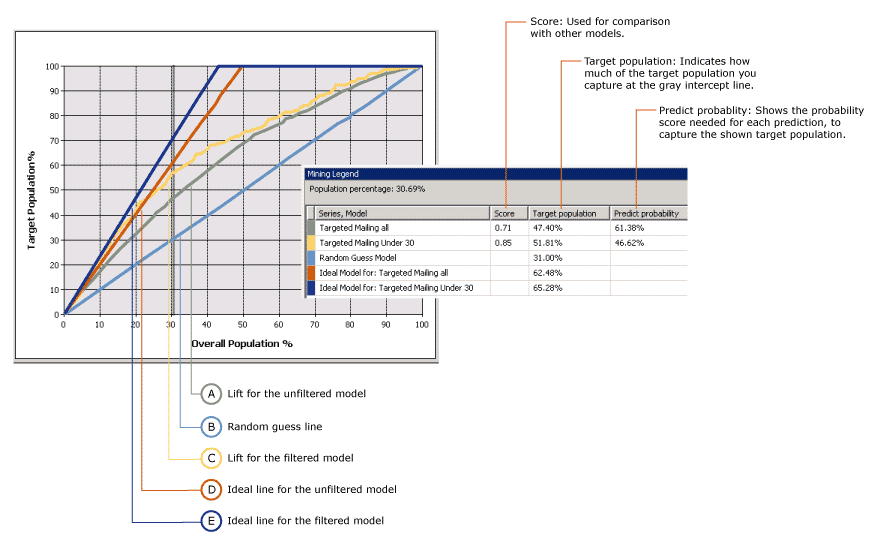 Score: Used for comparison
with other models.
Target population: Indicates how
much of the target population you
capture at the gray intercept line.
Predict probablity: Shows the probability
score needed for each prediction, to
capture the shown target population.
100
90
80
70
60
50
40
30
20
10
0
Target Population%
0 10 20 30 40 50 60 70 80 90 100
Overall Population %
Mining Legend
Population percentage: 30.69%
Series, Model Score Target population Predict probability
Targeted Mailing all 0.71 47.40% 61.38%
Targeted Mailing Under 30 0.85 51.81% 46.62%
Random Guess Model 31.00%
Ideal Model for: Targeted Mailing all 62.48%
Ideal Model for: Targeted Mailing Under 30 65.28%
A Lift for the unfiltered model
B Random guess line
C Lift for the filtered model
D Ideal line for the unfiltered model
E Ideal line for the filtered model